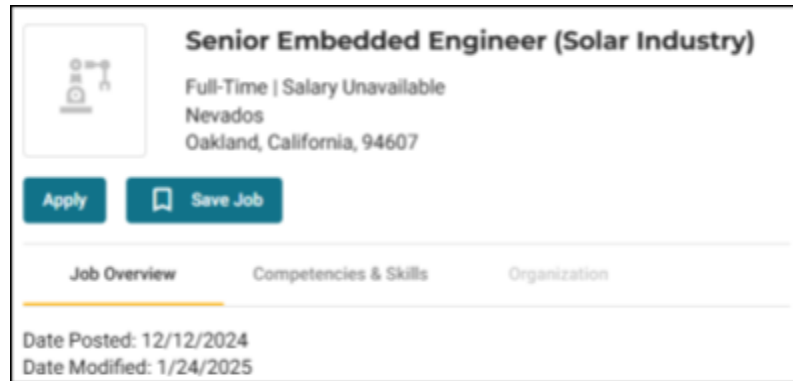 Senior Embedded Engineer (Solar Industry)
Full-Time | Salary Unavailable
Nevados
Oakland, California, 94607
Apply
Save Job
Job Overview
Competencies & Skills
Organization
Date Posted: 12/12/2024
Date Modified: 1/24/2025